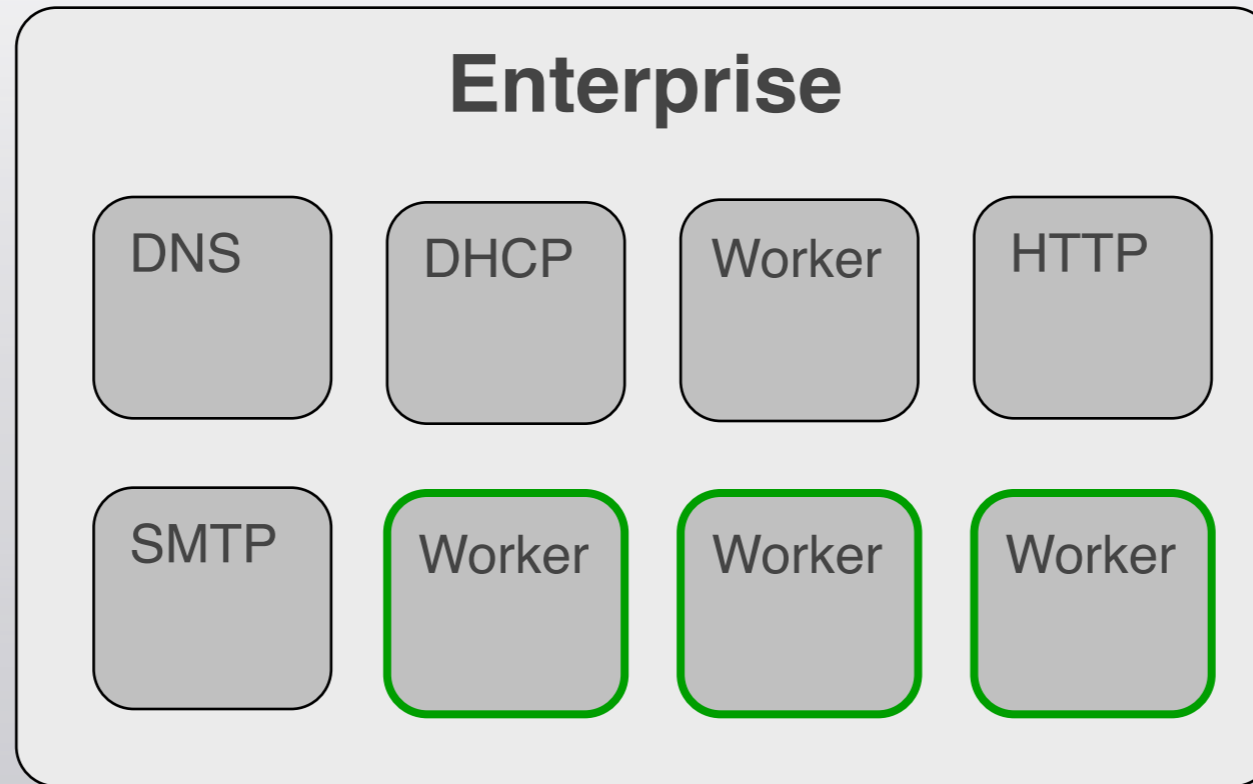 Enterprise
DNS
DHCP
Worker
HTTP
SMTP
Worker
Worker
Worker